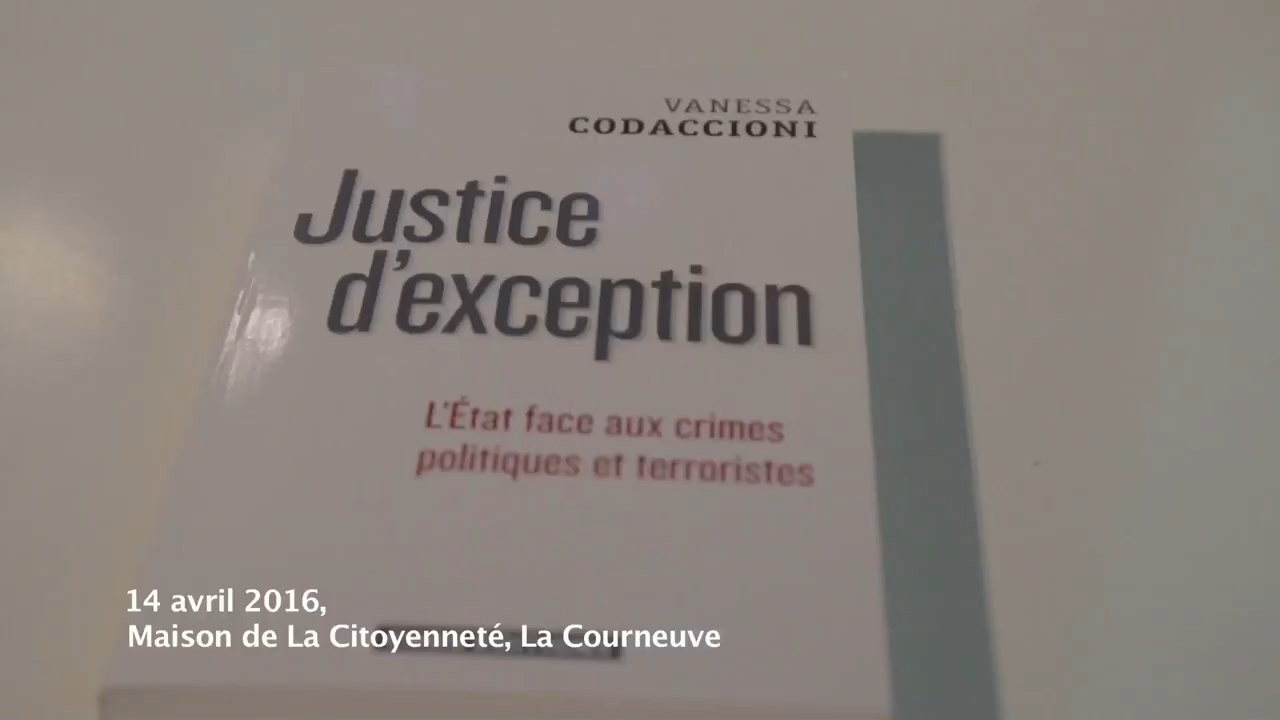 VANESSA
CODACCIONI
Justice
d'exception
L'État face aux crimes
politiques et terroristes
14 avril 2016,
Maison de La Citoyenneté, La Courneuve